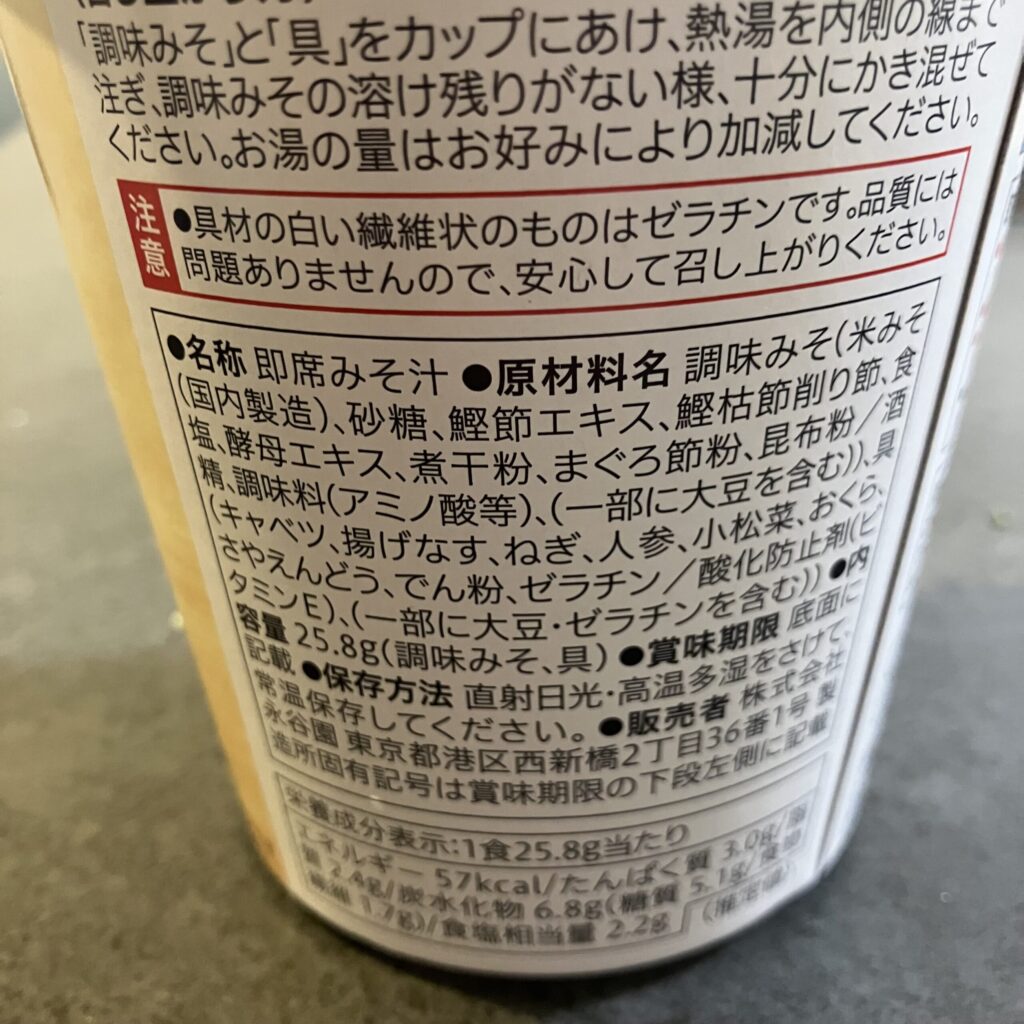 「調味みそ」と「具」をカップにあけ、熱湯を内側の線まで
注ぎ、調味みその溶け残りがない様、十分にかき混ぜて
ください。お湯の量はお好みにより加減してください。
注意
●具材の白い繊維状のものはゼラチンです。品質には
問題ありませんので、安心して召し上がりください。
●名称 即席みそ汁 ●原材料名 調味みそ(米みそ
(国内製造)、砂糖、鰹節エキス、鰹枯節削り節、食
塩、酵母エキス、煮干粉、まぐろ節粉、昆布粉／酒
精、調味料(アミノ酸等)、(一部に大豆を含む))、具
(キャベツ、揚げなす、ねぎ、人参、小松菜、おくら、
さやえんどう、でん粉、ゼラチン／酸化防止剤(ビ
タミンE)、(一部に大豆・ゼラチンを含む)) ●内
容量 25.8g(調味みそ、具) ●賞味期限 底面に
記載 ●保存方法 直射日光・高温多湿をさけて、
常温保存してください。 ●販売者 株式会社
永谷園 東京都港区西新橋2丁目36番1号 製
造所固有記号は賞味期限の下段左側に記載
栄養成分表示:1食25.8g当たり
エネルギー 57kcal/たんぱく質 3.0g/脂
質 2.4g/炭水化物 6.8g(糖質 5.1g/食物
繊維 1.7g)/食塩相当量 2.2g (推定値)